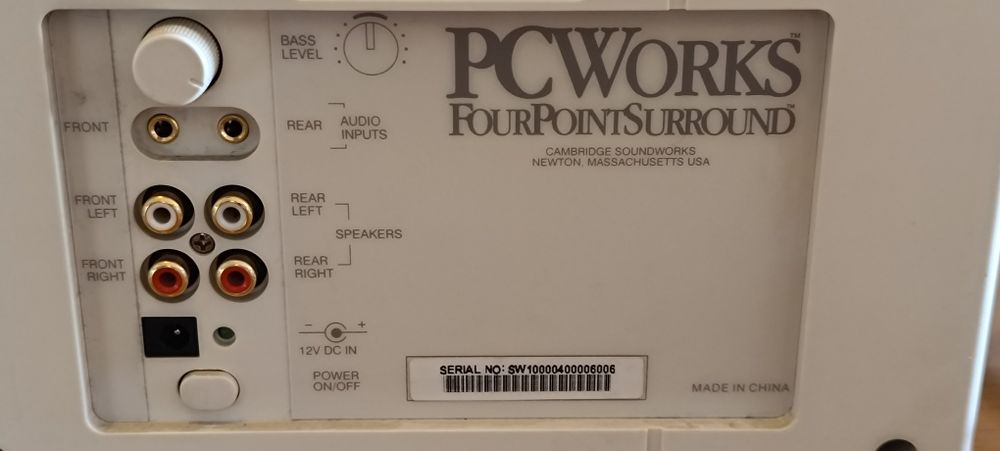 BASS
LEVEL
PCWORKS™
FOURPOINTSURROUND™
CAMBRIDGE SOUNDWORKS
NEWTON, MASSACHUSETTS USA
FRONT
REAR
AUDIO
INPUTS
FRONT
LEFT
REAR
LEFT
SPEAKERS
FRONT
RIGHT
REAR
RIGHT
- +
12V DC IN
POWER
ON/OFF
SERIAL NO: SW10000400006006
MADE IN CHINA